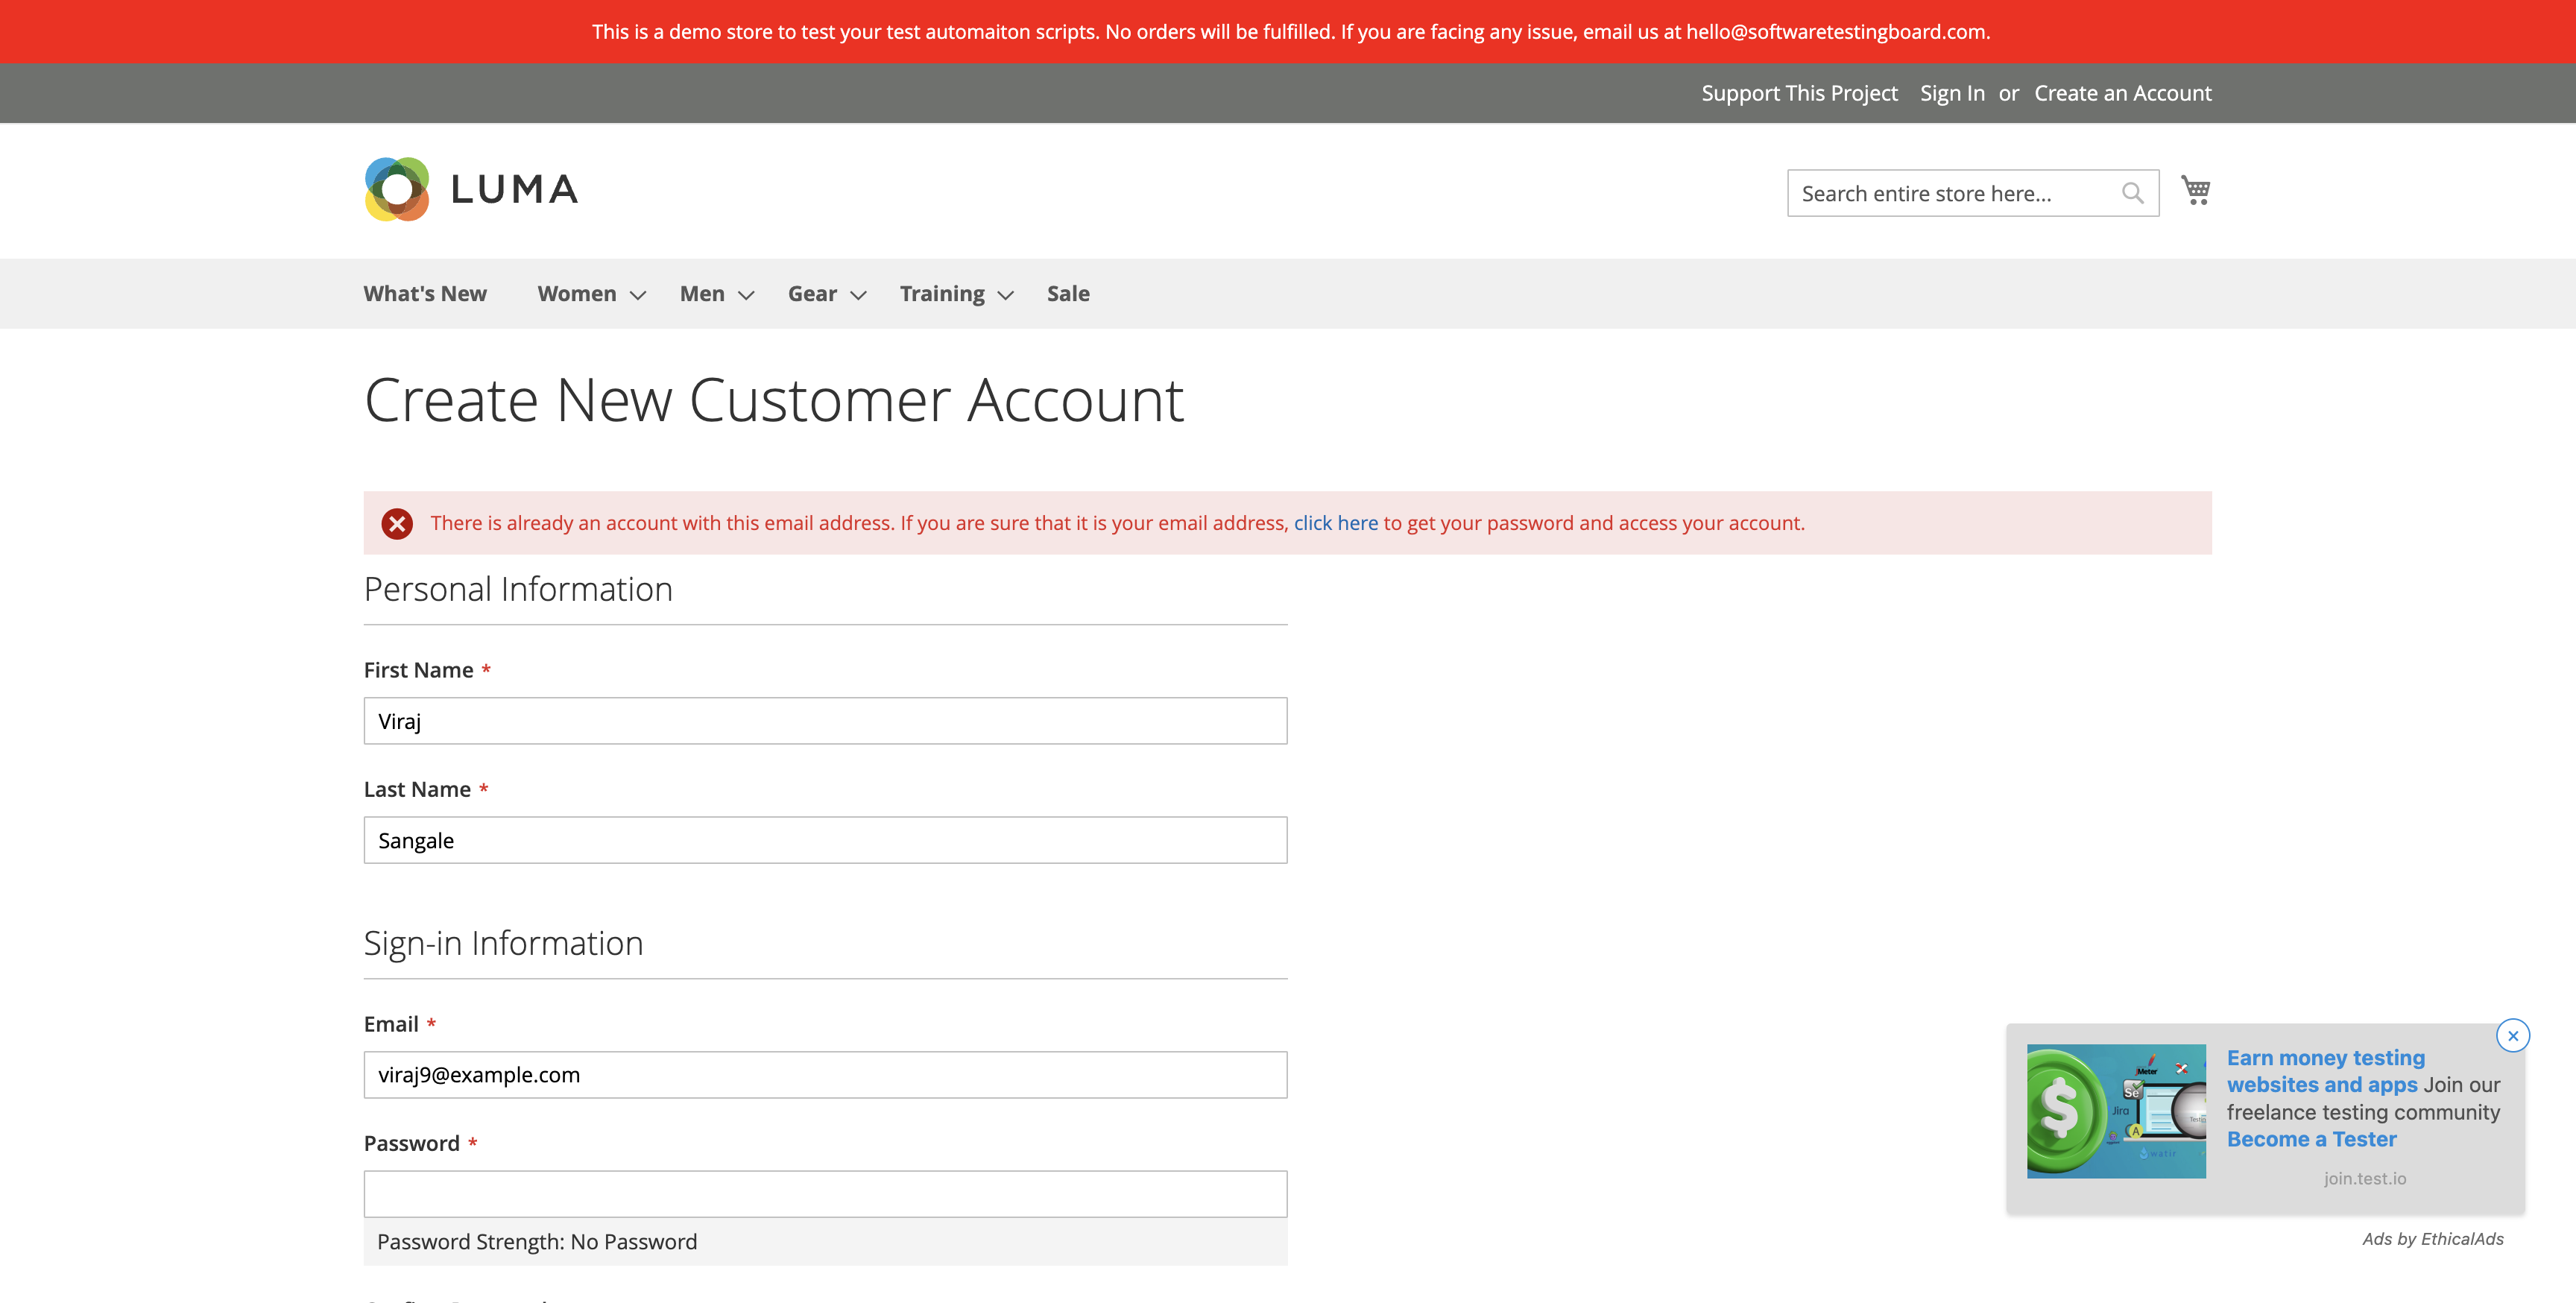 This is a demo store to test your test automaiton scripts. No orders will be fulfilled. If you are facing any issue, email us at hello@softwaretestingboard.com.
Support This Project Sign In or Create an Account
LUMA
Search entire store here...
What's New Women Men Gear Training Sale
Create New Customer Account
There is already an account with this email address. If you are sure that it is your email address, click here to get your password and access your account.
Personal Information
First Name *
Viraj
Last Name *
Sangale
Sign-in Information
Email *
viraj9@example.com
Password *
Password Strength: No Password
Earn money testing
websites and apps Join our
freelance testing community
Become a Tester
join.test.io
Ads by EthicalAds
Meter
Se
Jira
A
watir